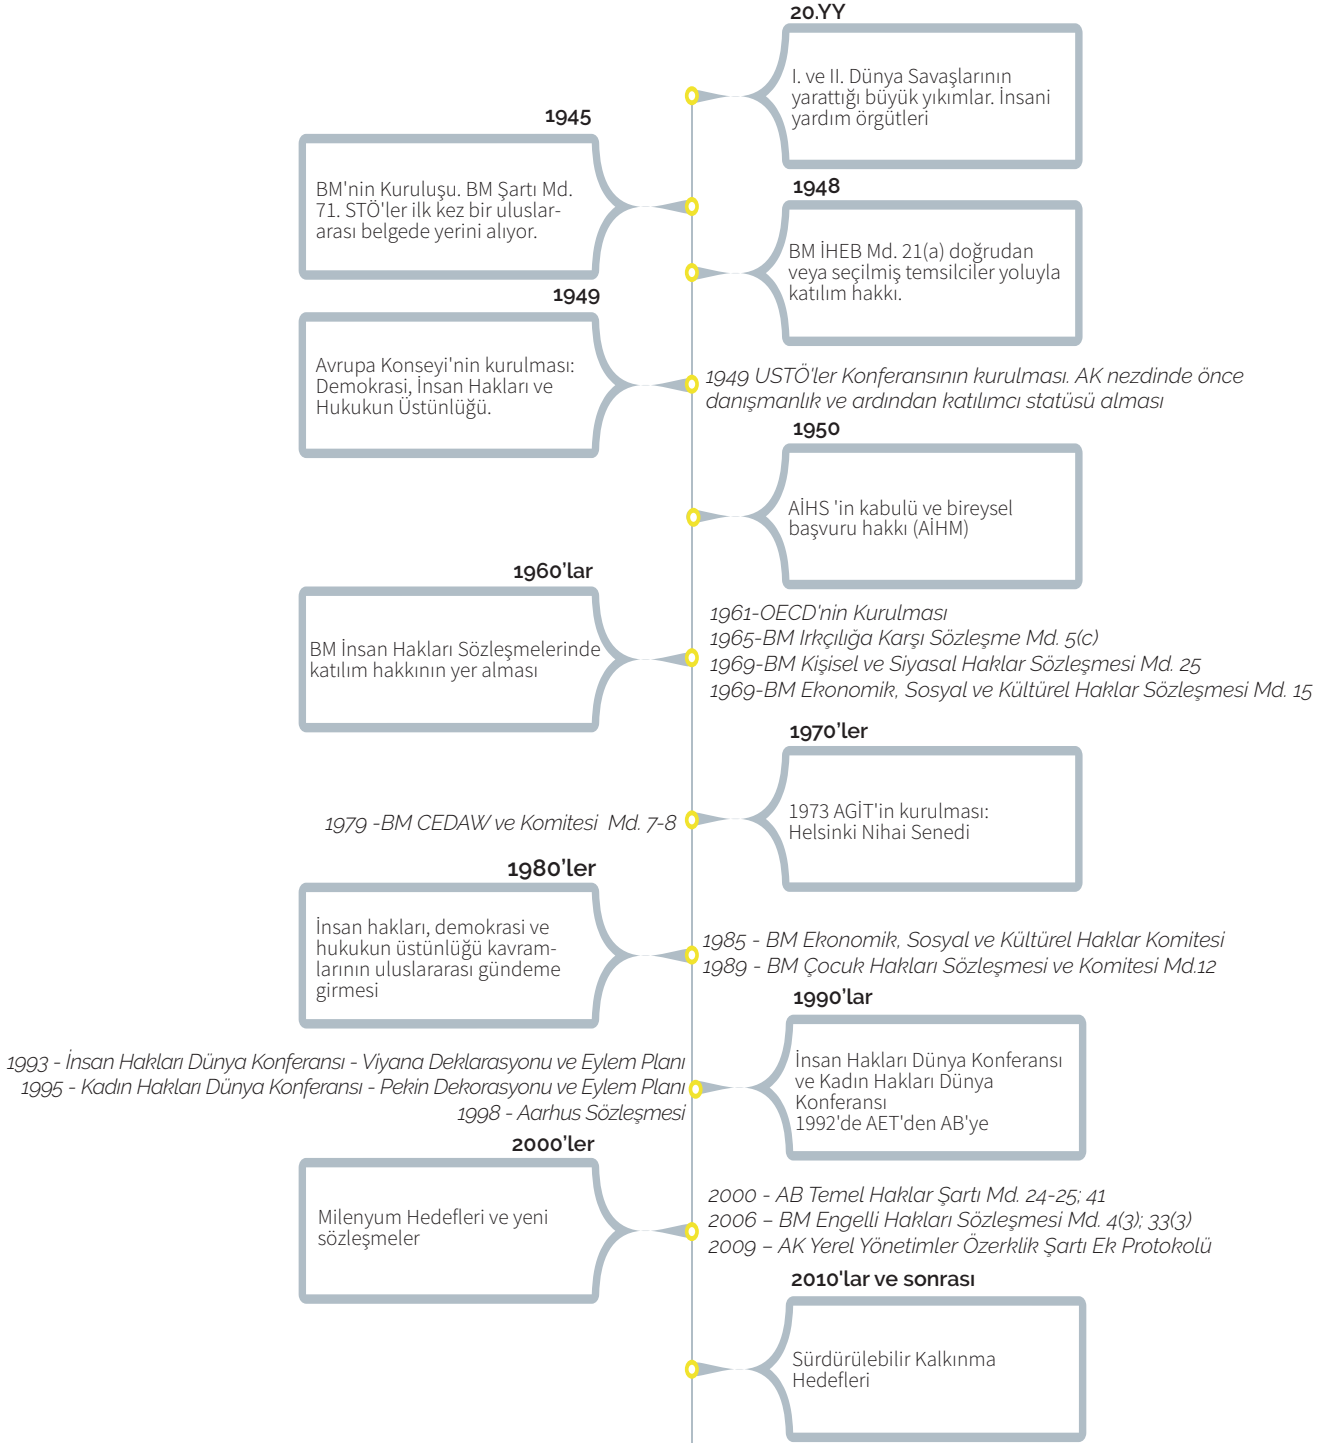 20.YY
I. ve II. Dünya Savaşlarının
yarattığı büyük yıkımlar. İnsani
yardım örgütleri
1945
BM'nin Kuruluşu. BM Şartı Md.
71. STÖ'ler ilk kez bir uluslar-
arası belgede yerini alıyor.
1948
BM İHEB Md. 21(a) doğrudan
veya seçilmiş temsilciler yoluyla
katılım hakkı.
1949
Avrupa Konseyi'nin kurulması:
Demokrasi, İnsan Hakları ve
Hukukun Üstünlüğü.
1949 USTÖ'ler Konferansının kurulması. AK nezdinde önce
danışmanlık ve ardından katılımcı statüsü alması
1950
AİHS 'in kabulü ve bireysel
başvuru hakkı (AİHM)
1960’lar
BM İnsan Hakları Sözleşmelerinde
katılım hakkının yer alması
1961-OECD'nin Kurulması
1965-BM Irkçılığa Karşı Sözleşme Md. 5(c)
1969-BM Kişisel ve Siyasal Haklar Sözleşmesi Md. 25
1969-BM Ekonomik, Sosyal ve Kültürel Haklar Sözleşmesi Md. 15
1970’ler
1973 AGİT'in kurulması:
Helsinki Nihai Senedi
1979 -BM CEDAW ve Komitesi  Md. 7-8
1980’ler
İnsan hakları, demokrasi ve
hukukun üstünlüğü kavram-
larının uluslararası gündeme
girmesi
1985 - BM Ekonomik, Sosyal ve Kültürel Haklar Komitesi
1989 - BM Çocuk Hakları Sözleşmesi ve Komitesi Md.12
1990’lar
İnsan Hakları Dünya Konferansı
ve Kadın Hakları Dünya
Konferansı
1992'de AET'den AB'ye
1993 - İnsan Hakları Dünya Konferansı - Viyana Deklarasyonu ve Eylem Planı
1995 - Kadın Hakları Dünya Konferansı - Pekin Dekorasyonu ve Eylem Planı
1998 - Aarhus Sözleşmesi
2000’ler
Milenyum Hedefleri ve yeni
sözleşmeler
2000 - AB Temel Haklar Şartı Md. 24-25; 41
2006 – BM Engelli Hakları Sözleşmesi Md. 4(3); 33(3)
2009 – AK Yerel Yönetimler Özerklik Şartı Ek Protokolü
2010'lar ve sonrası
Sürdürülebilir Kalkınma
Hedefleri